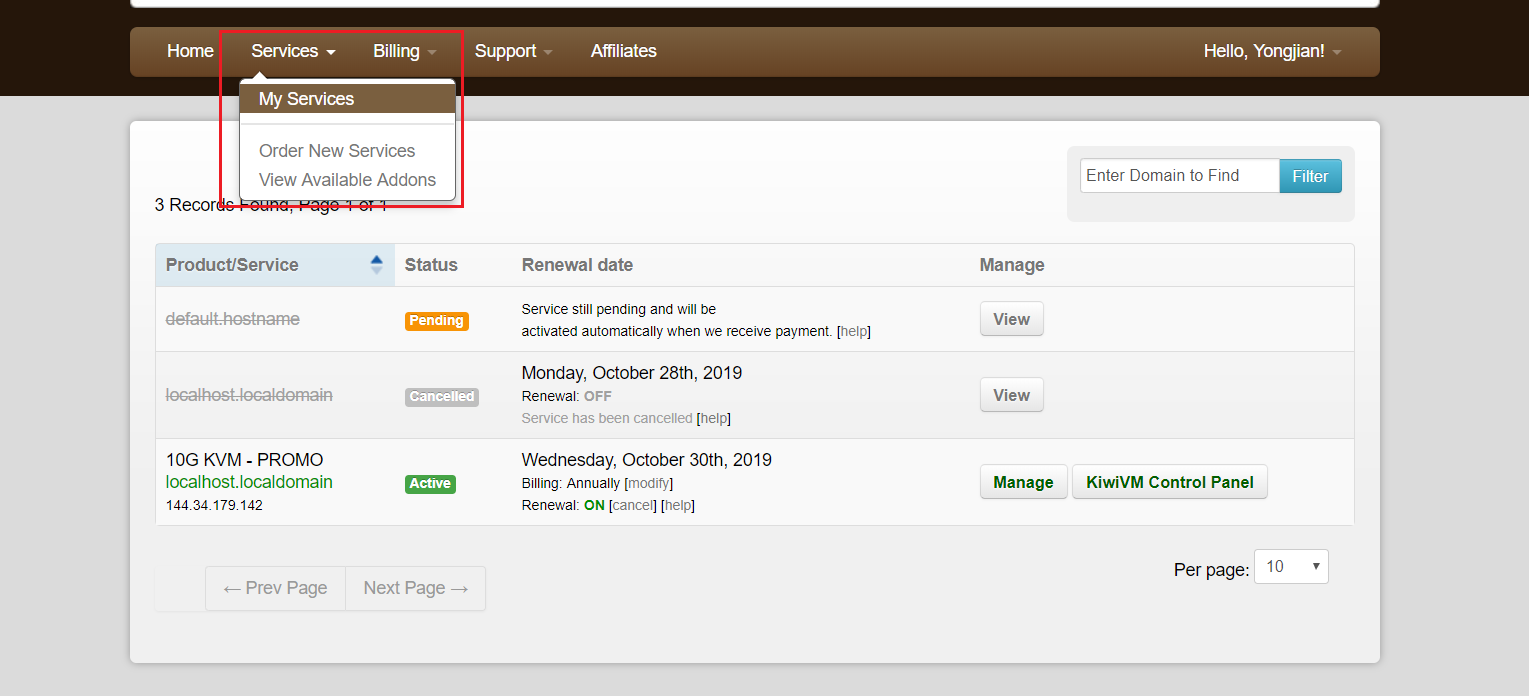 Home Services Billing Support Affiliates Hello, Yongjian!
My Services
Order New Services
View Available Addons
3 Records Found, Page 1 of 1
Enter Domain to Find Filter
Product/Service Status Renewal date Manage
default.hostname Pending Service still pending and will be
activated automatically when we receive payment. [help] View
localhost.localdomain Cancelled Monday, October 28th, 2019
Renewal: OFF
Service has been cancelled [help] View
10G KVM - PROMO
localhost.localdomain
144.34.179.142
Active
Wednesday, October 30th, 2019
Billing: Annually [modify]
Renewal: ON [cancel] [help]
Manage KiwiVM Control Panel
← Prev Page Next Page →
Per page: 10